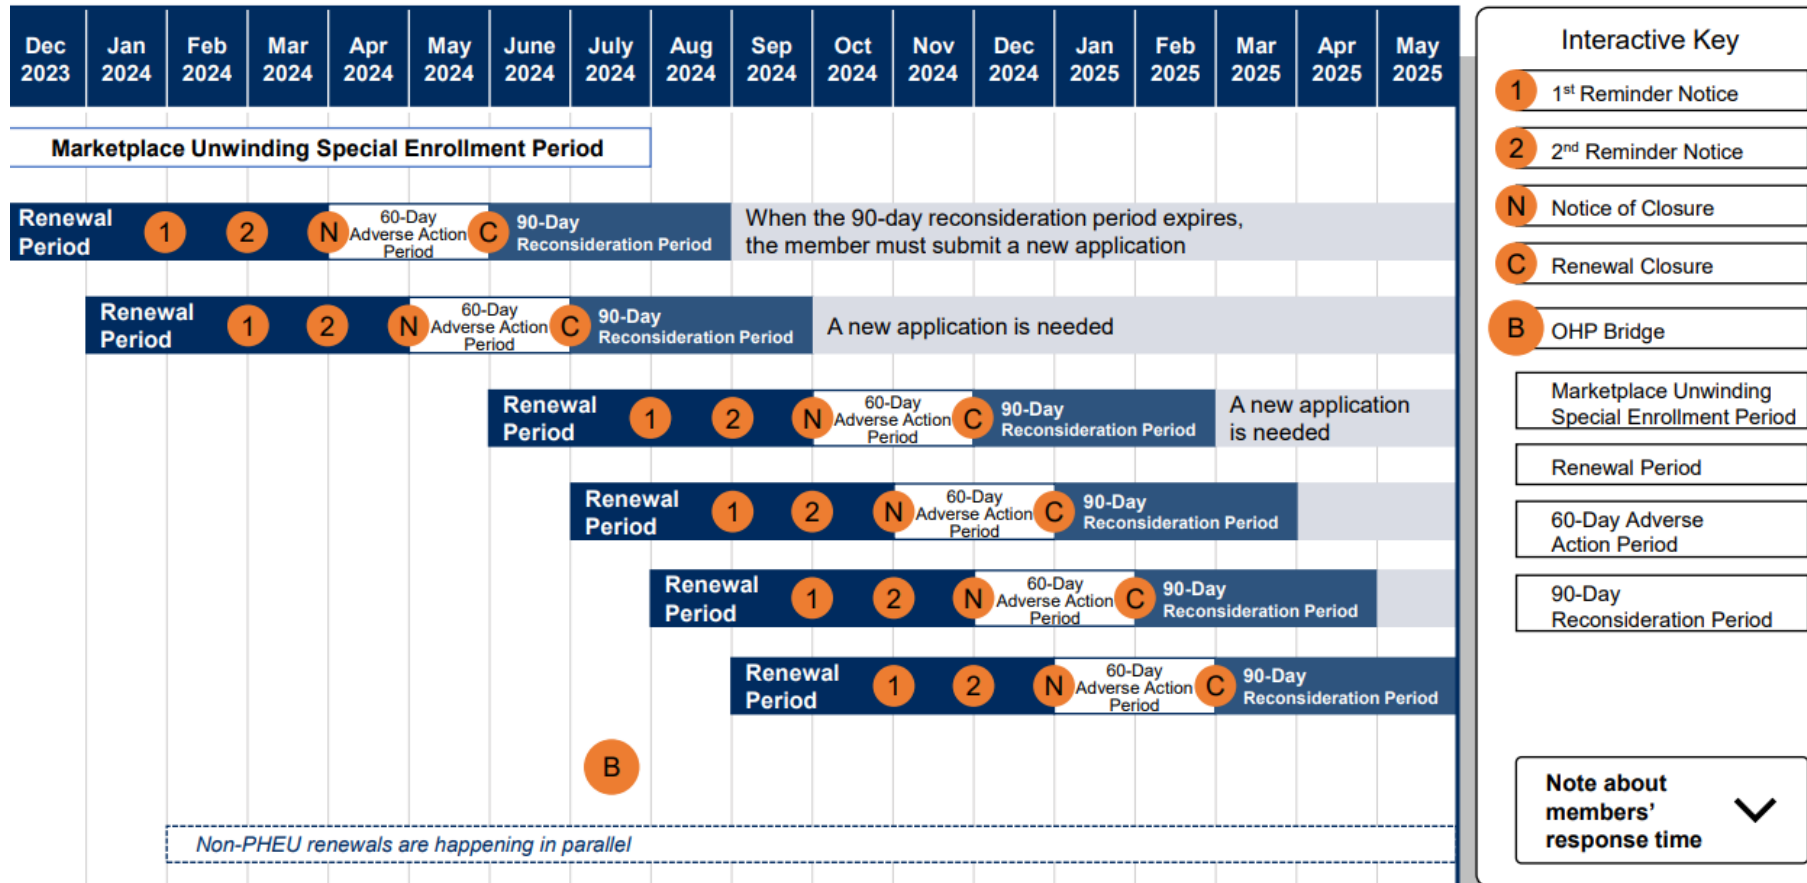 Dec Jan Feb Mar Apr May June July Aug Sep Oct Nov Dec Jan Feb Mar Apr May
2023 2024 2024 2024 2024 2024 2024 2024 2024 2024 2024 2024 2024 2025 2025 2025 2025 2025
Marketplace Unwinding Special Enrollment Period
Renewal
Period
1
2
N
60-Day
Adverse Action
Period
C
90-Day
Reconsideration Period
When the 90-day reconsideration period expires,
the member must submit a new application
Renewal
Period
1
2
N
60-Day
Adverse Action
Period
C
90-Day
Reconsideration Period
A new application is needed
Renewal
Period
1
2
N
60-Day
Adverse Action
Period
C
90-Day
Reconsideration Period
A new application
is needed
Renewal
Period
1
2
N
60-Day
Adverse Action
Period
C
90-Day
Reconsideration Period
Renewal
Period
1
2
N
60-Day
Adverse Action
Period
C
90-Day
Reconsideration Period
Renewal
Period
1
2
N
60-Day
Adverse Action
Period
C
90-Day
Reconsideration Period
B
Non-PHEU renewals are happening in parallel
Interactive Key
1 1st Reminder Notice
2 2nd Reminder Notice
N Notice of Closure
C Renewal Closure
B OHP Bridge
Marketplace Unwinding
Special Enrollment Period
Renewal Period
60-Day Adverse
Action Period
90-Day
Reconsideration Period
Note about
members’
response time